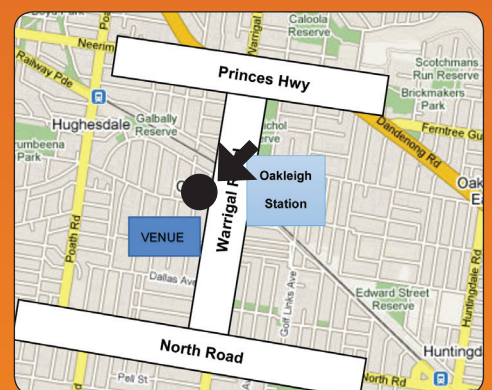 Caloola
Reserve
Neerim
Warrigal
Princes Hwy
Scotchmans
Run Reserve
Brickmakers
Park
Railway Pde
Galbally
Reserve
Hughesdale
Ferntree Gu
Dandenong Rd
rumbeena
Park
Oakleigh
Station
Oak
Warrigal R
VENUE
Poath Rd
Dallas Ave
Golf Links Ave
Edward Street
Reserve
Huntingdale Rd
North Road
Huntingd
Pell St
North Rd